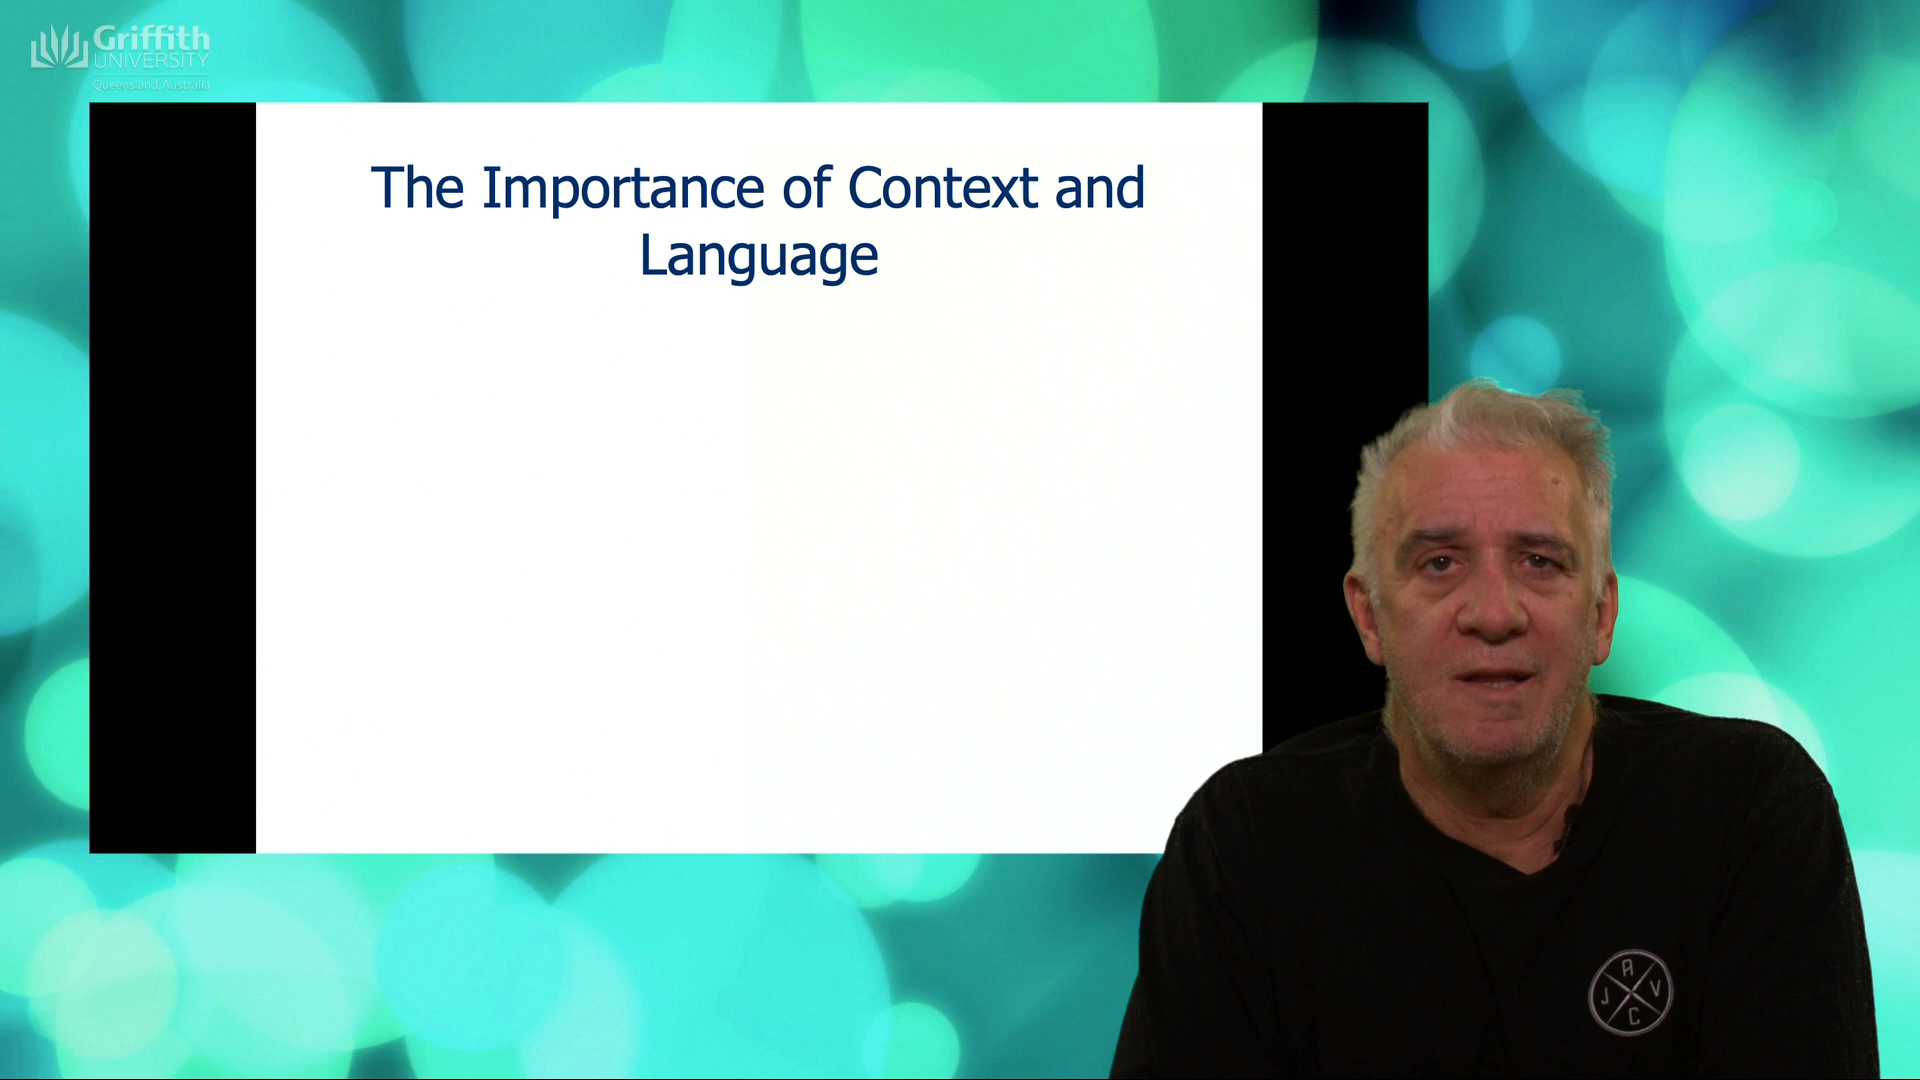 Griffith
UNIVERSITY
Queensland, Australia
The Importance of Context and
Language
A
J V
C